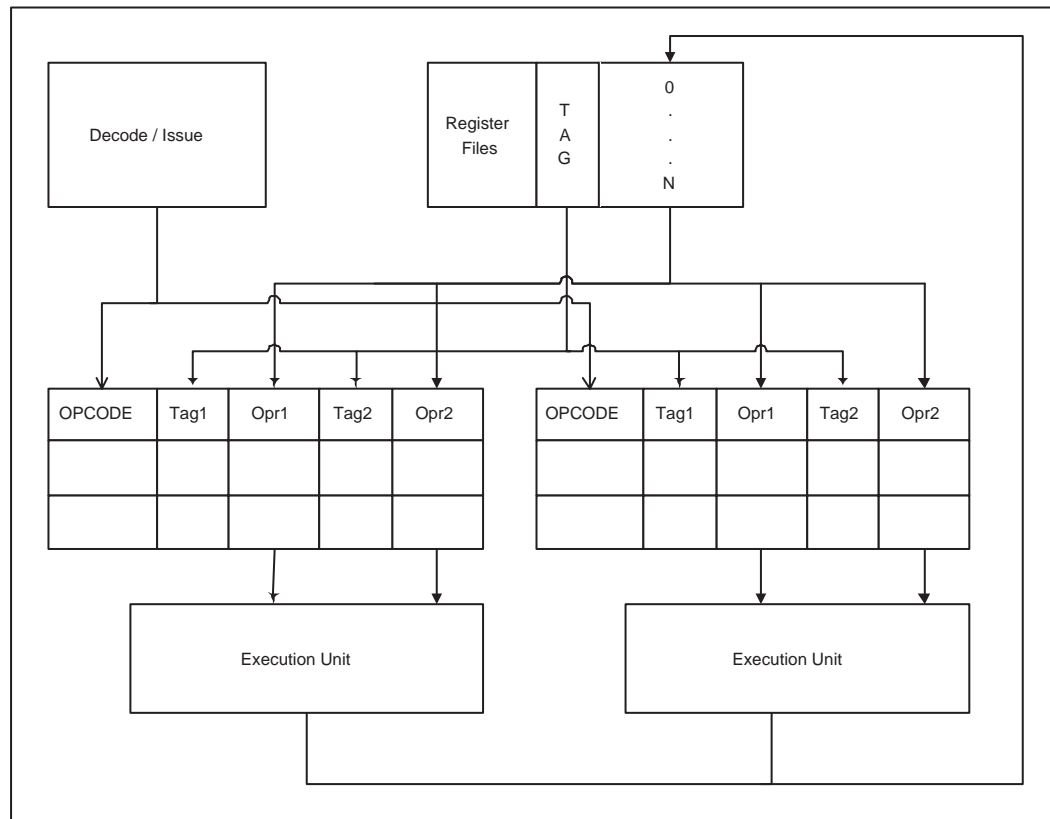 Decode / Issue
Register
Files
T
A
G
0
.
.
.
N
OPCODE Tag1 Opr1 Tag2 Opr2
OPCODE Tag1 Opr1 Tag2 Opr2
Execution Unit
Execution Unit